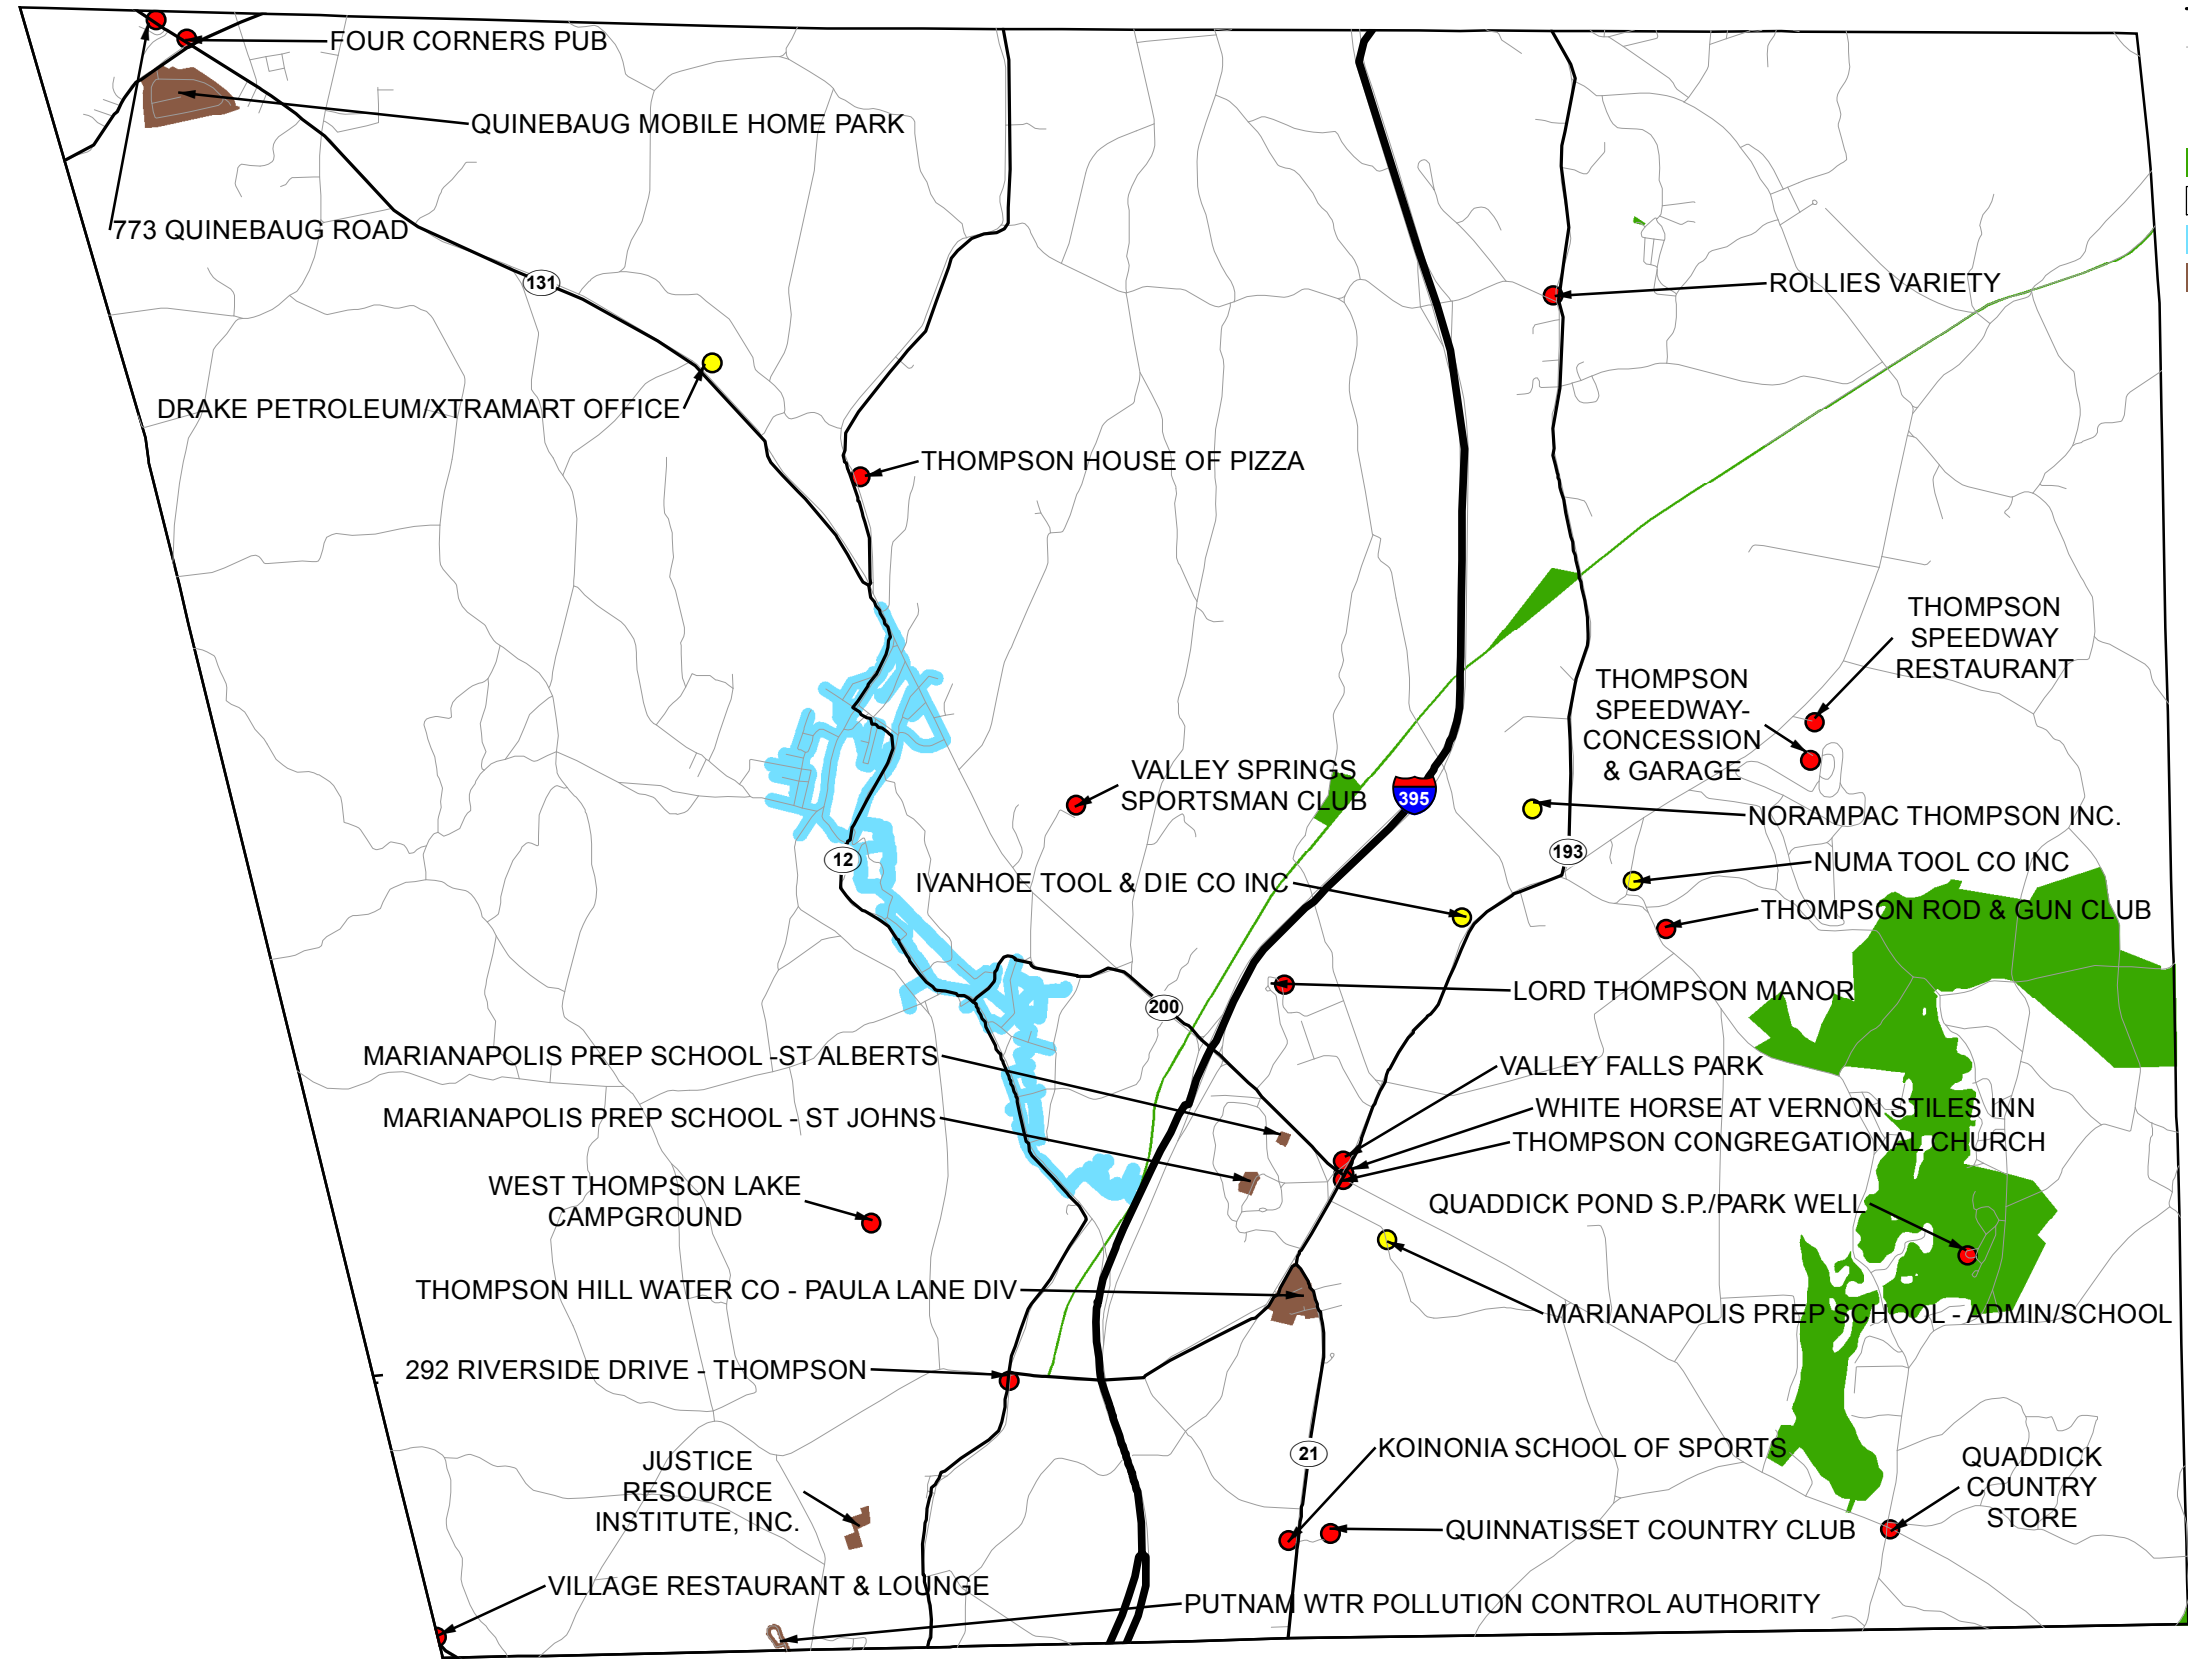 FOUR CORNERS PUB
QUINEBAUG MOBILE HOME PARK
773 QUINEBAUG ROAD
131
ROLLIES VARIETY
DRAKE PETROLEUM/XTRAMART OFFICE
THOMPSON HOUSE OF PIZZA
THOMPSON
SPEEDWAY
RESTAURANT
THOMPSON
SPEEDWAY-
CONCESSION
& GARAGE
VALLEY SPRINGS
SPORTSMAN CLUB
395
NORAMPAC THOMPSON INC.
193
12
NUMA TOOL CO INC
IVANHOE TOOL & DIE CO INC
THOMPSON ROD & GUN CLUB
LORD THOMPSON MANOR
200
MARIANAPOLIS PREP SCHOOL -ST ALBERTS
VALLEY FALLS PARK
WHITE HORSE AT VERNON STILES INN
MARIANAPOLIS PREP SCHOOL - ST JOHNS
THOMPSON CONGREGATIONAL CHURCH
WEST THOMPSON LAKE
CAMPGROUND
QUADDICK POND S.P./PARK WELL
THOMPSON HILL WATER CO - PAULA LANE DIV
MARIANAPOLIS PREP SCHOOL - ADMIN/SCHOOL
292 RIVERSIDE DRIVE - THOMPSON
21
KOINONIA SCHOOL OF SPORTS
JUSTICE
RESOURCE
INSTITUTE, INC.
QUADDICK
COUNTRY
STORE
QUINNATISSET COUNTRY CLUB
VILLAGE RESTAURANT & LOUNGE
PUTNAM WTR POLLUTION CONTROL AUTHORITY